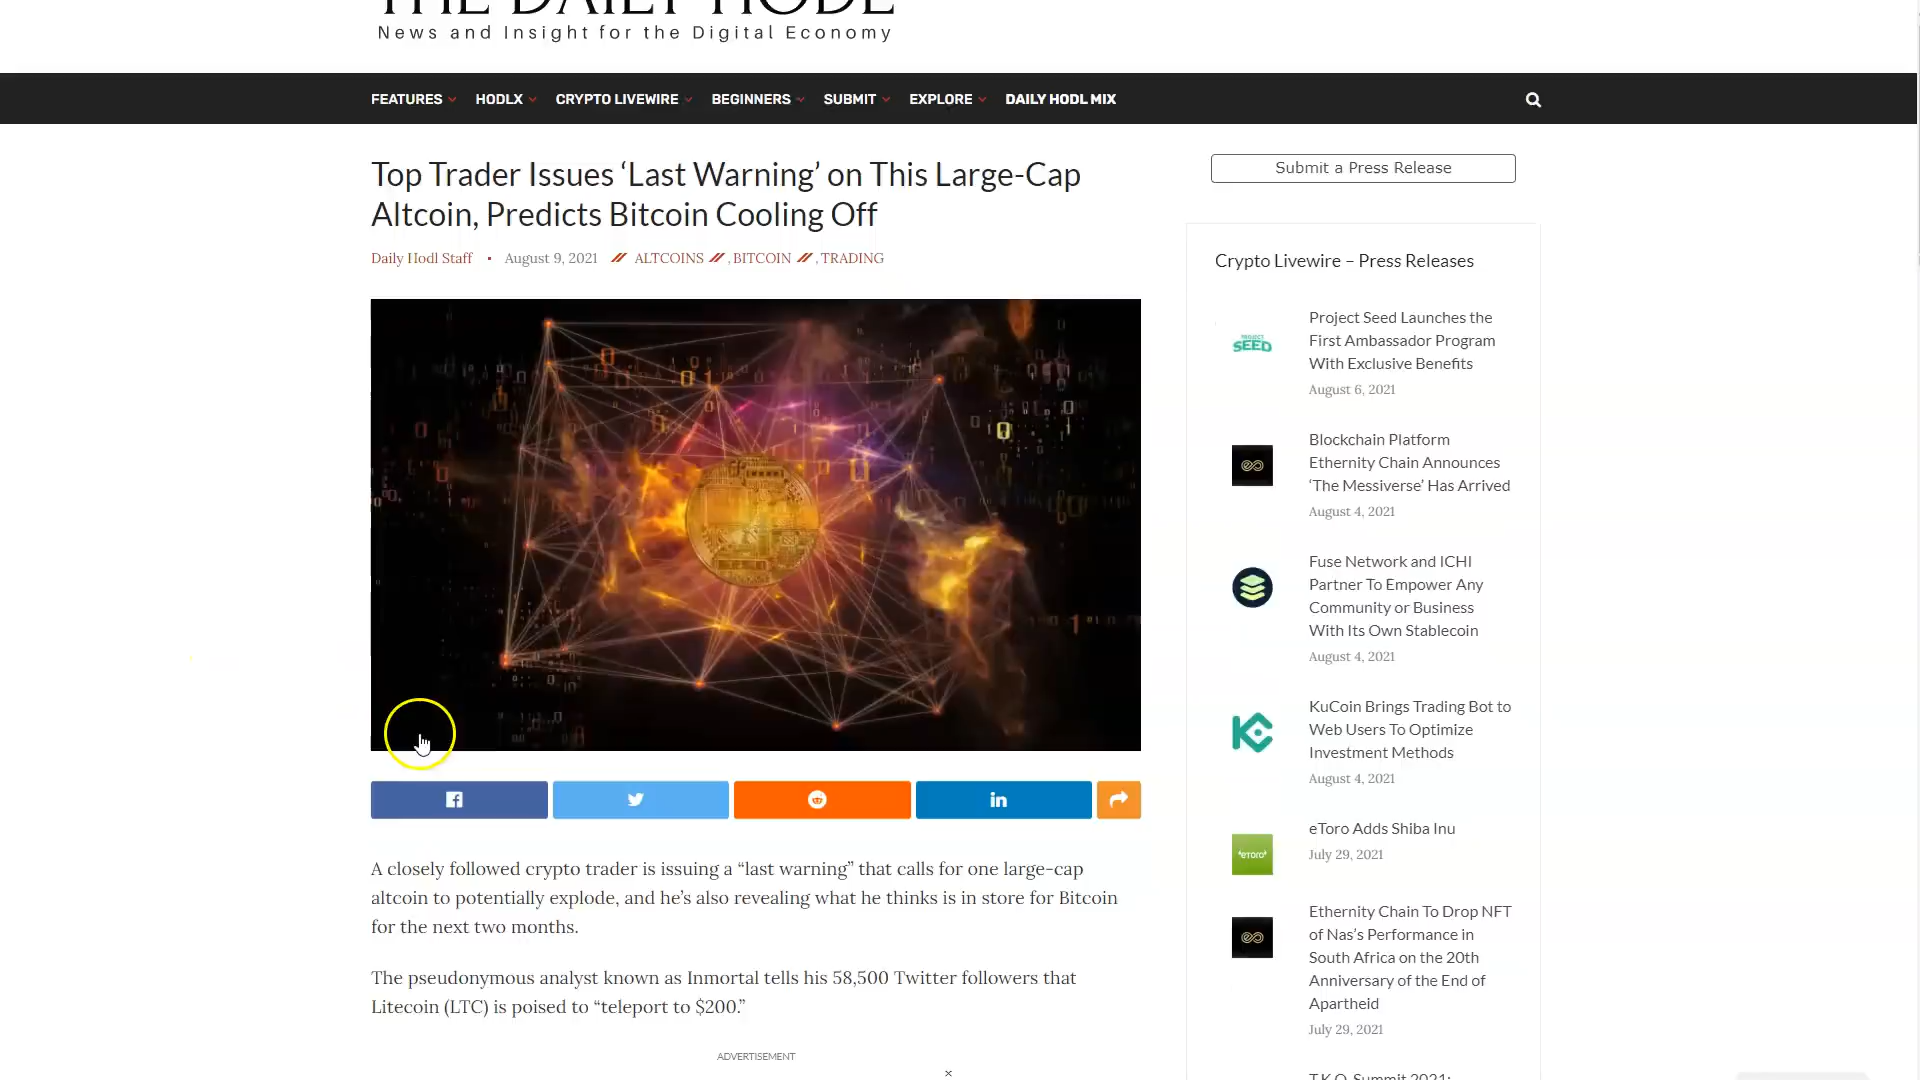 THE DAILY HODL
News and Insight for the Digital Economy
FEATURES HODLX CRYPTO LIVEWIRE BEGINNERS SUBMIT EXPLORE DAILY HODL MIX
Top Trader Issues ‘Last Warning’ on This Large-Cap
Altcoin, Predicts Bitcoin Cooling Off
Daily Hodl Staff • August 9, 2021 // ALTCOINS // , BITCOIN // , TRADING
A closely followed crypto trader is issuing a “last warning” that calls for one large-cap
altcoin to potentially explode, and he’s also revealing what he thinks is in store for Bitcoin
for the next two months.
The pseudonymous analyst known as Inmortal tells his 58,500 Twitter followers that
Litecoin (LTC) is poised to “teleport to $200.”
ADVERTISEMENT
×
Submit a Press Release
Crypto Livewire – Press Releases
PROJECT
SEED
Project Seed Launches the
First Ambassador Program
With Exclusive Benefits
August 6, 2021
Blockchain Platform
Ethernity Chain Announces
‘The Messiverse’ Has Arrived
August 4, 2021
Fuse Network and ICHI
Partner To Empower Any
Community or Business
With Its Own Stablecoin
August 4, 2021
KuCoin Brings Trading Bot to
Web Users To Optimize
Investment Methods
August 4, 2021
eToro
eToro Adds Shiba Inu
July 29, 2021
Ethernity Chain To Drop NFT
of Nas’s Performance in
South Africa on the 20th
Anniversary of the End of
Apartheid
July 29, 2021
T.K.O. Summit 2021: